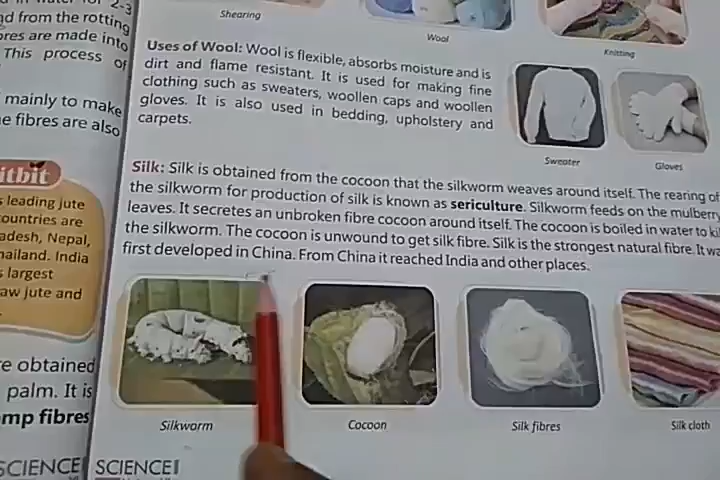 2-3
ad from the rotting
ores are made into
This process of
mainly to make
e fibres are also
itbit
s leading jute
ountries are
adesh, Nepal,
hailand. India
s largest
aw jute and
re obtained
palm. It is
mp fibres
SCIENCE
Shearing
Wool
Knitting
Uses of Wool: Wool is flexible, absorbs moisture and is
dirt and flame resistant. It is used for making fine
clothing such as sweaters, woollen caps and woollen
gloves. It is also used in bedding, upholstery and
carpets.
Sweater
Gloves
Silk: Silk is obtained from the cocoon that the silkworm weaves around itself. The rearing of
the silkworm for production of silk is known as sericulture. Silkworm feeds on the mulberry
leaves. It secretes an unbroken fibre cocoon around itself. The cocoon is boiled in water to ki
the silkworm. The cocoon is unwound to get silk fibre. Silk is the strongest natural fibre. It wa
first developed in China. From China it reached India and other places.
Silkworm
Cocoon
Silk fibres
Silk cloth
SCIENCE